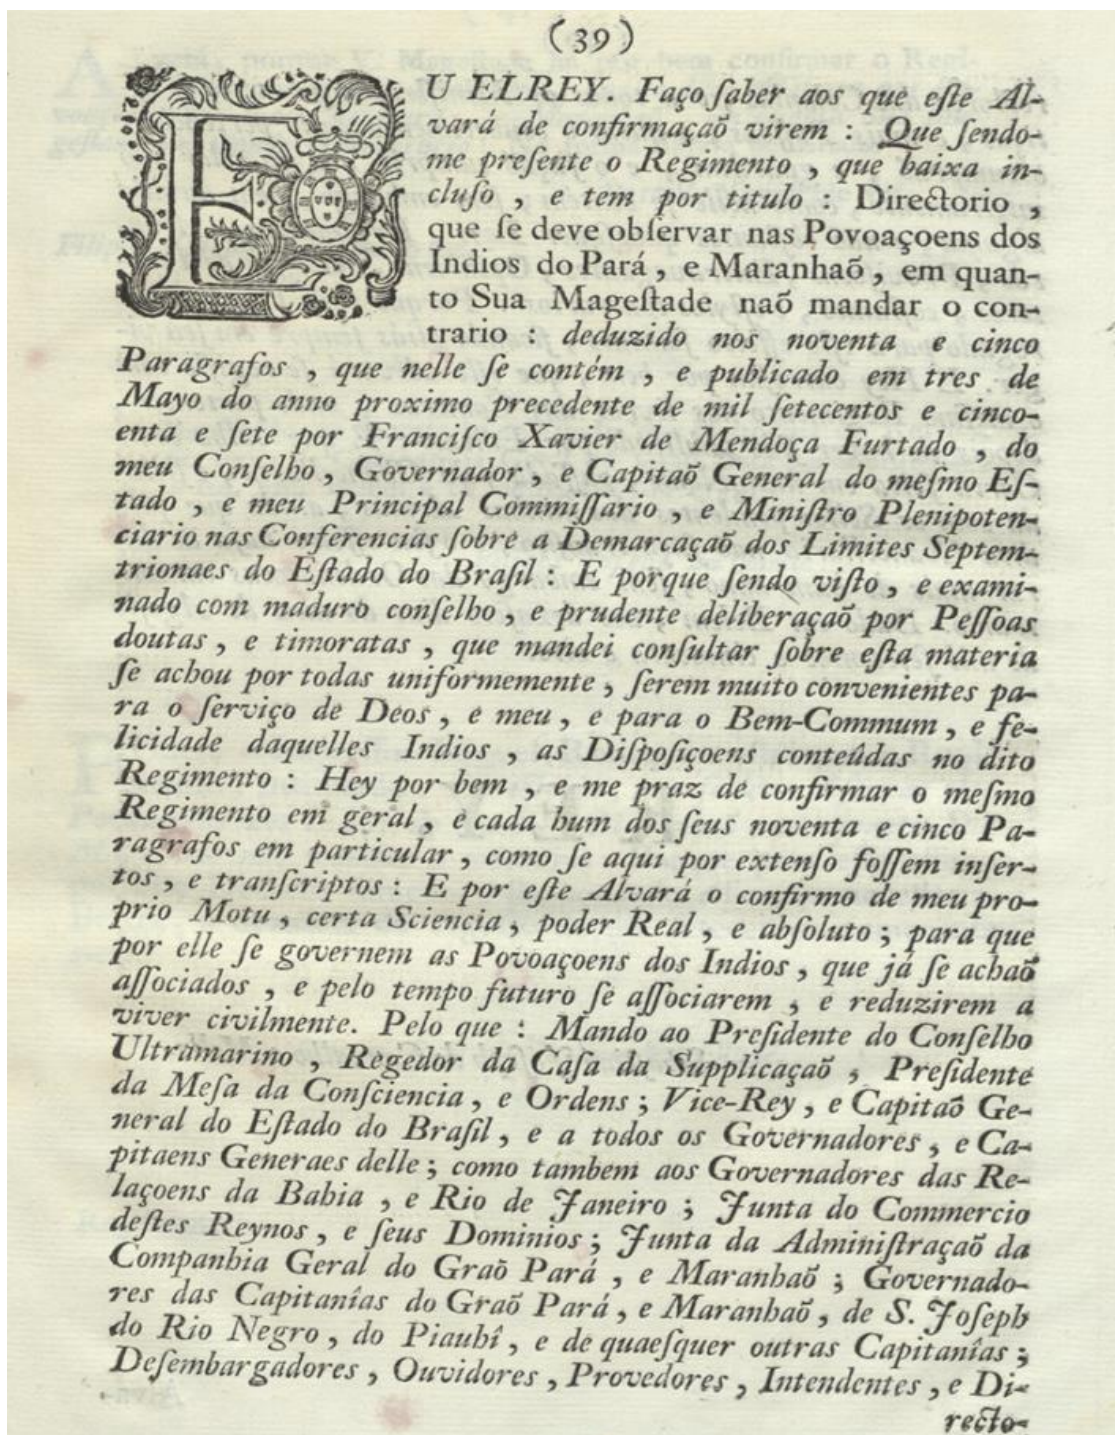 (39)
EU ELREY. Faço ſaber aos que eſte Al-
vará de confirmaçaõ virem : Que ſendo-
me preſente o Regimento , que baixa in-
cluſo , e tem por titulo : Directorio ,
que ſe deve obſervar nas Povoaçoens dos
Indios do Pará , e Maranhaõ , em quan-
to Sua Mageſtade naõ mandar o con-
trario : deduzido nos noventa e cinco
Paragrafos , que nelle ſe contém , e publicado em tres de
Mayo do anno proximo precedente de mil ſetecentos e cinco-
enta e ſete por Franciſco Xavier de Mendoça Furtado , do
meu Conſelho , Governador , e Capitaõ General do meſmo Eſ-
tado , e meu Principal Commiſſario , e Miniſtro Plenipoten-
ciario nas Conferencias ſobre a Demarcaçaõ dos Limites Septem-
trionaes do Eſtado do Braſil : E porque ſendo viſto , e exami-
nado com maduro conſelho , e prudente deliberaçaõ por Peſſoas
doutas , e timoratas , que mandei conſultar ſobre eſta materia
ſe achou por todas uniformemente , ſerem muito convenientes pa-
ra o ſerviço de Deos , e meu , e para o Bem-Commum , e fe-
licidade daquelles Indios , as Diſpoſiçoens conteûdas no dito
Regimento : Hey por bem , e me praz de confirmar o meſmo
Regimento em geral , e cada hum dos ſeus noventa e cinco Pa-
ragrafos em particular , como ſe aqui por extenſo foſſem inſer-
tos , e tranſcriptos : E por eſte Alvará o confirmo de meu pro-
prio Motu , certa Sciencia , poder Real , e abſoluto ; para que
por elle ſe governem as Povoaçoens dos Indios , que já ſe achaõ
aſſociados , e pelo tempo futuro ſe aſſociarem , e reduzirem a
viver civilmente. Pelo que : Mando ao Preſidente do Conſelho
Ultramarino , Regedor da Caſa da Supplicaçaõ , Preſidente
da Meſa da Conſciencia , e Ordens ; Vice-Rey , e Capitaõ Ge-
neral do Eſtado do Braſil , e a todos os Governadores , e Ca-
pitaens Generaes delle ; como tambem aos Governadores das Re-
laçoens da Bahia , e Rio de Janeiro ; Junta do Commercio
deſtes Reynos , e ſeus Dominios ; Junta da Adminiſtraçaõ da
Companhia Geral do Graõ Pará , e Maranhaõ ; Governado-
res das Capitanîas do Graõ Pará , e Maranhaõ , de S. Joſeph
do Rio Negro , do Piauhî , e de quaeſquer outras Capitanîas ;
Deſembargadores , Ouvidores , Provedores , Intendentes , e Di-
recto-